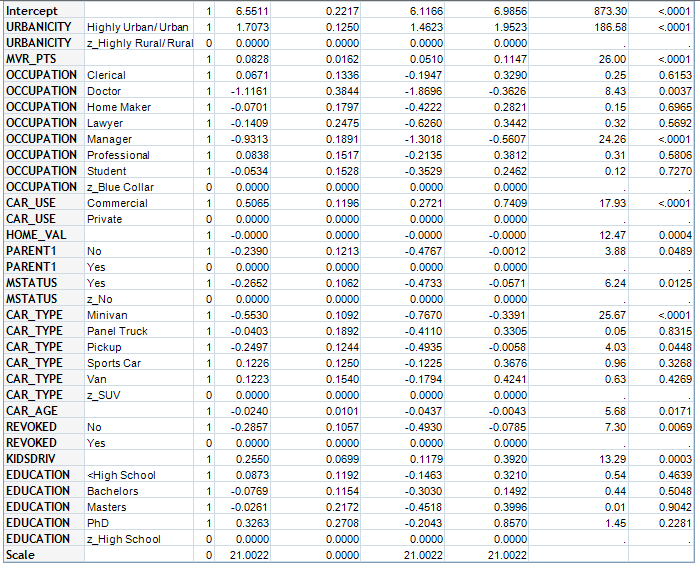 Intercept 1 6.5511 0.2217 6.1166 6.9856 873.30 <.0001
URBANICITY Highly Urban/ Urban 1 1.7073 0.1250 1.4623 1.9523 186.58 <.0001
URBANICITY z_Highly Rural/ Rural 0 0.0000 0.0000 0.0000 0.0000 . .
MVR_PTS 1 0.0828 0.0162 0.0510 0.1147 26.00 <.0001
OCCUPATION Clerical 1 0.0671 0.1336 -0.1947 0.3290 0.25 0.6153
OCCUPATION Doctor 1 -1.1161 0.3844 -1.8696 -0.3626 8.43 0.0037
OCCUPATION Home Maker 1 -0.0701 0.1797 -0.4222 0.2821 0.15 0.6965
OCCUPATION Lawyer 1 -0.1409 0.2475 -0.6260 0.3442 0.32 0.5692
OCCUPATION Manager 1 -0.9313 0.1891 -1.3018 -0.5607 24.26 <.0001
OCCUPATION Professional 1 0.0838 0.1517 -0.2135 0.3812 0.31 0.5806
OCCUPATION Student 1 -0.0534 0.1528 -0.3529 0.2462 0.12 0.7270
OCCUPATION z_Blue Collar 0 0.0000 0.0000 0.0000 0.0000 . .
CAR_USE Commercial 1 0.5065 0.1196 0.2721 0.7409 17.93 <.0001
CAR_USE Private 0 0.0000 0.0000 0.0000 0.0000 . .
HOME_VAL 1 -0.0000 0.0000 -0.0000 -0.0000 12.47 0.0004
PARENT1 No 1 -0.2390 0.1213 -0.4767 -0.0012 3.88 0.0489
PARENT1 Yes 0 0.0000 0.0000 0.0000 0.0000 . .
MSTATUS Yes 1 -0.2652 0.1062 -0.4733 -0.0571 6.24 0.0125
MSTATUS z_No 0 0.0000 0.0000 0.0000 0.0000 . .
CAR_TYPE Minivan 1 -0.5530 0.1092 -0.7670 -0.3391 25.67 <.0001
CAR_TYPE Panel Truck 1 -0.0403 0.1892 -0.4110 0.3305 0.05 0.8315
CAR_TYPE Pickup 1 -0.2497 0.1244 -0.4935 -0.0058 4.03 0.0448
CAR_TYPE Sports Car 1 0.1226 0.1250 -0.1225 0.3676 0.96 0.3268
CAR_TYPE Van 1 0.1223 0.1540 -0.1794 0.4241 0.63 0.4269
CAR_TYPE z_SUV 0 0.0000 0.0000 0.0000 0.0000 . .
CAR_AGE 1 -0.0240 0.0101 -0.0437 -0.0043 5.68 0.0171
REVOKED No 1 -0.2857 0.1057 -0.4930 -0.0785 7.30 0.0069
REVOKED Yes 0 0.0000 0.0000 0.0000 0.0000 . .
KIDSDRIV 1 0.2550 0.0699 0.1179 0.3920 13.29 0.0003
EDUCATION <High School 1 0.0873 0.1192 -0.1463 0.3210 0.54 0.4639
EDUCATION Bachelors 1 -0.0769 0.1154 -0.3030 0.1492 0.44 0.5048
EDUCATION Masters 1 -0.0261 0.2172 -0.4518 0.3996 0.01 0.9042
EDUCATION PhD 1 0.3263 0.2708 -0.2043 0.8570 1.45 0.2281
EDUCATION z_High School 0 0.0000 0.0000 0.0000 0.0000 . .
Scale 0 21.0022 0.0000 21.0022 21.0022